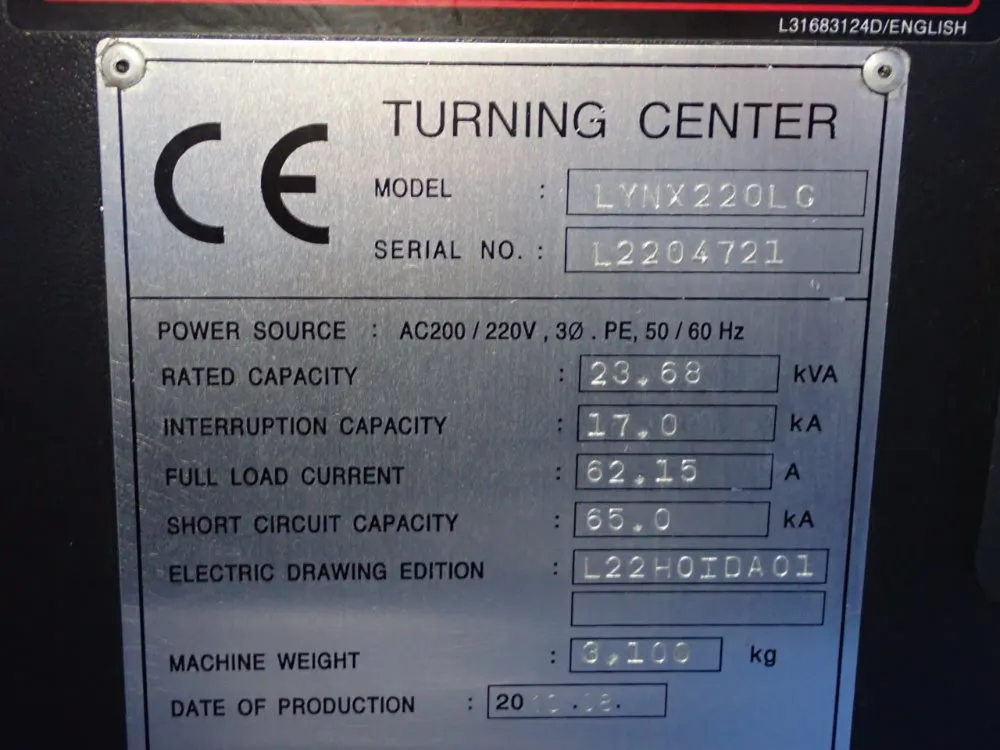 L31683124D/ENGLISH
CE TURNING CENTER
MODEL : LYNX220LG
SERIAL NO. : L2204721
POWER SOURCE : AC200 / 220V , 3Ø . PE, 50 / 60 Hz
RATED CAPACITY : 23.68 kVA
INTERRUPTION CAPACITY : 17.0 kA
FULL LOAD CURRENT : 62.15 A
SHORT CIRCUIT CAPACITY : 65.0 kA
ELECTRIC DRAWING EDITION : L22HOIDA01
MACHINE WEIGHT : 3,100 kg
DATE OF PRODUCTION : 20